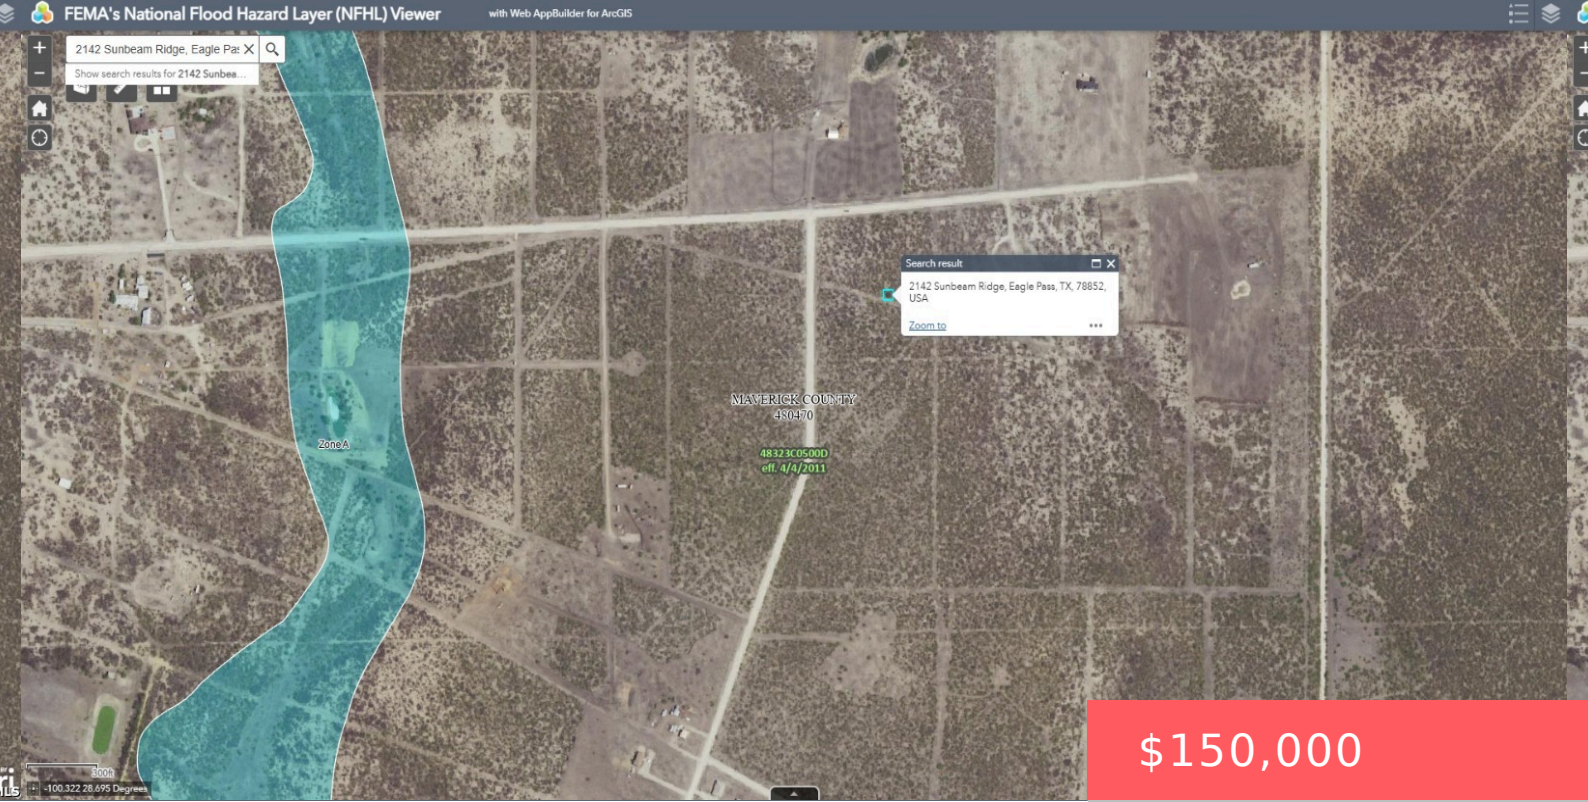 FEMA's National Flood Hazard Layer (NFHL) Viewer
with Web AppBuilder for ArcGIS
+
2142 Sunbeam Ridge, Eagle Pas
Show search results for 2142 Sunbea...
Search result
2142 Sunbeam Ridge, Eagle Pass, TX, 78852,
USA
Zoom to
MAVERICK COUNTY
480470
Zone A
48323C0500D
eff. 4/4/2011
300ft
-100.322 28.695 Degrees
$150,000